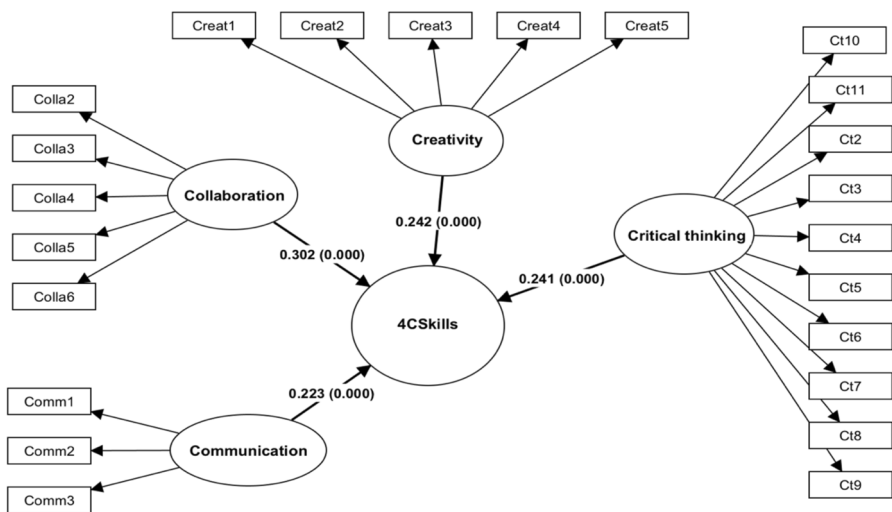 Creat1
Creat2
Creat3
Creat4
Creat5
Ct10
Colla2
Ct11
Creativity
Ct2
Colla3
Collaboration
Ct3
Colla4
0.242 (0.000)
Critical thinking
Ct4
Colla5
0.302 (0.000)
0.241 (0.000)
Ct5
Colla6
4CSkills
Ct6
0.223 (0.000)
Ct7
Comm1
Ct8
Communication
Comm2
Ct9
Comm3